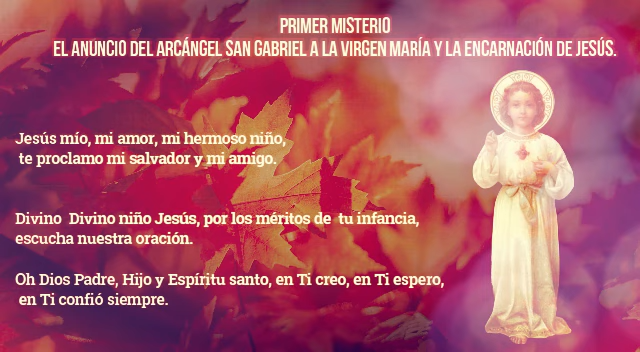 PRIMER MISTERIO
EL ANUNCIO DEL ARCÁNGEL SAN GABRIEL A LA VIRGEN MARÍA Y LA ENCARNACIÓN DE JESÚS.
Jesús mío, mi amor, mi hermoso niño,
te proclamo mi salvador y mi amigo.
Divino Divino niño Jesús, por los méritos de tu infancia,
escucha nuestra oración.
Oh Dios Padre, Hijo y Espíritu santo, en Ti creo, en Ti espero,
en Ti confió siempre.